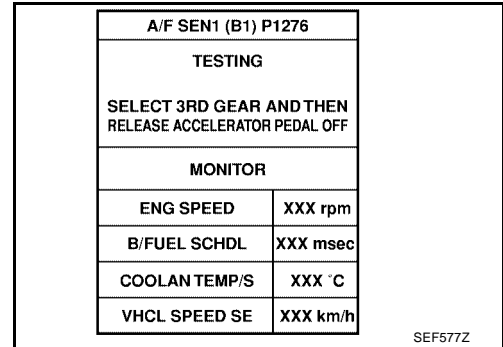 A/F SEN1 (B1) P1276
TESTING
SELECT 3RD GEAR AND THEN
RELEASE ACCELERATOR PEDAL OFF
MONITOR
ENG SPEED XXX rpm
B/FUEL SCHDL XXX msec
COOLAN TEMP/S XXX °C
VHCL SPEED SE XXX km/h
SEF577Z